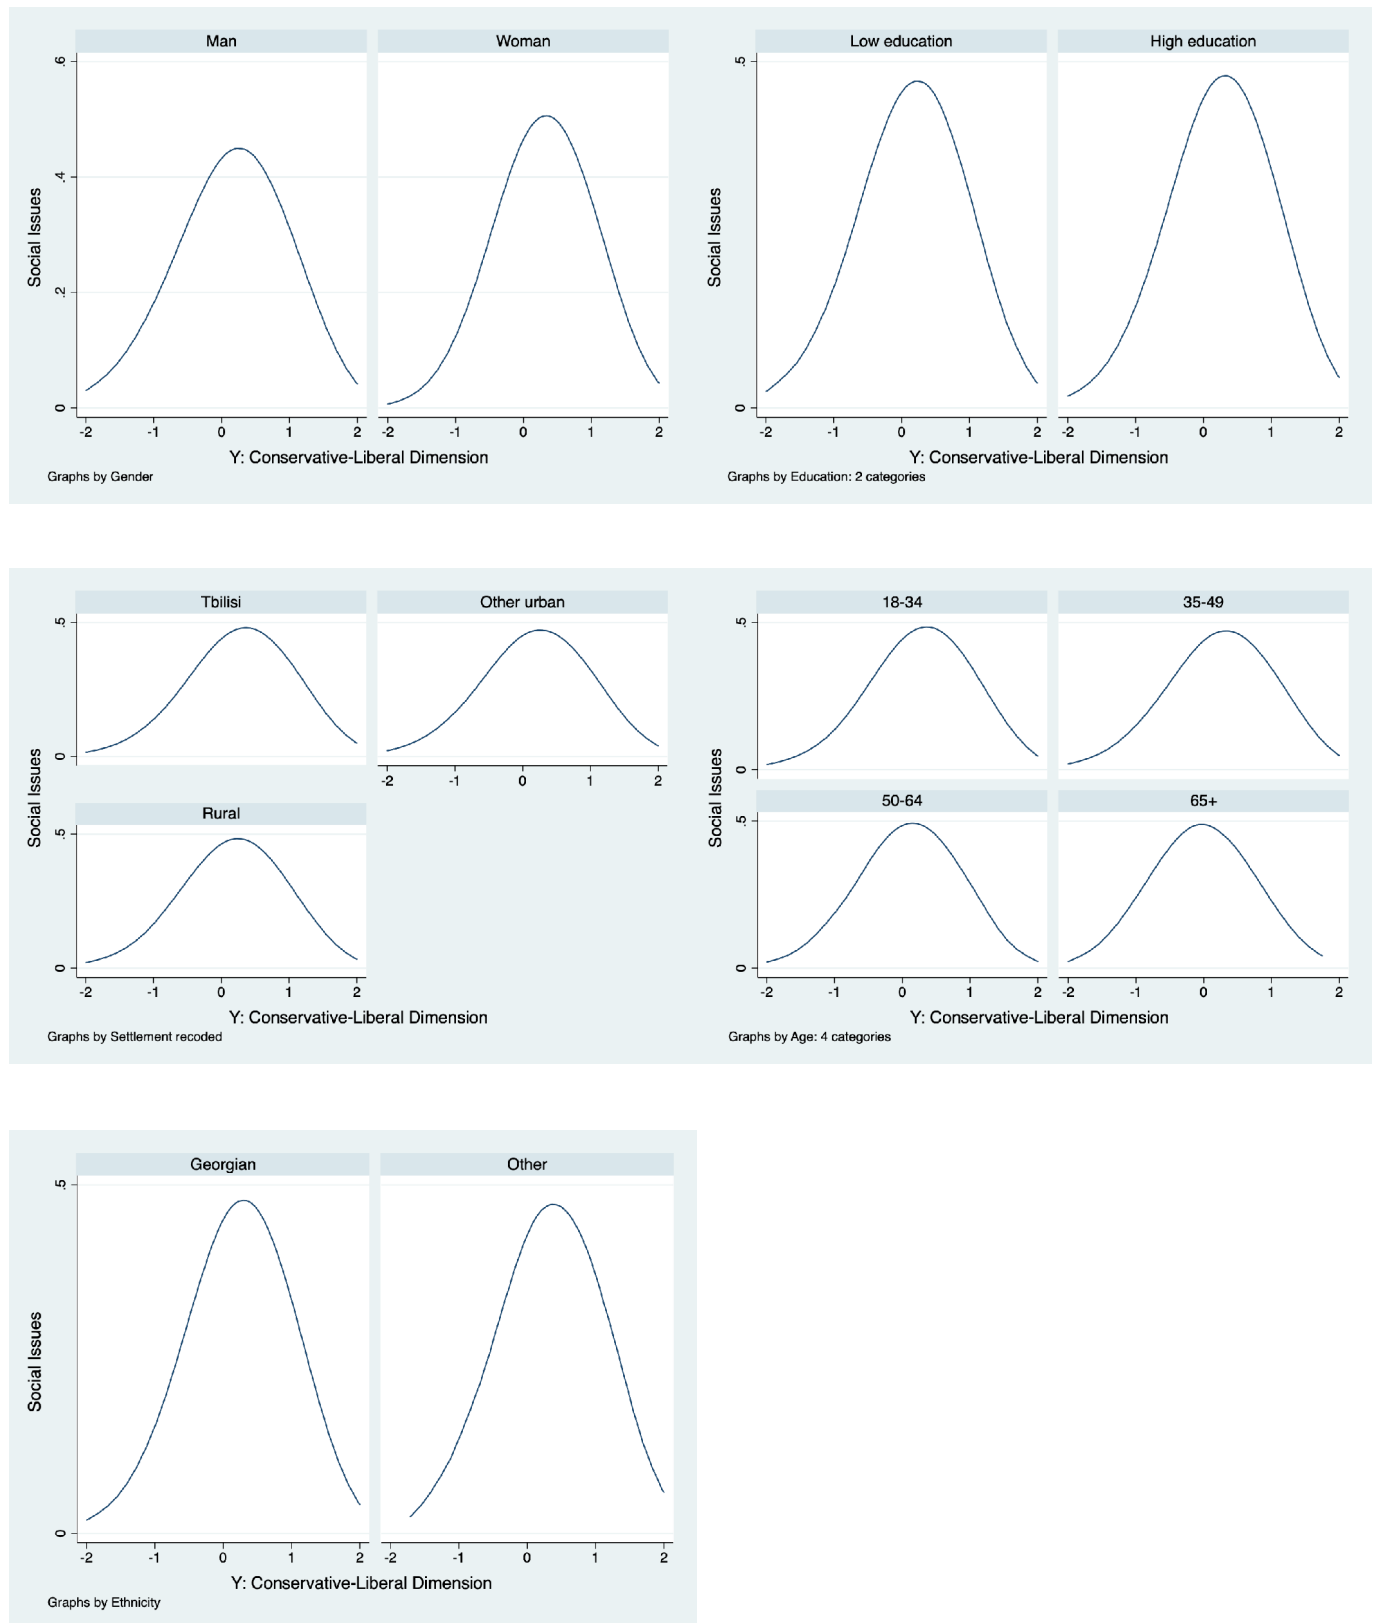 Man Woman
.6
.4
.2
0
Social Issues
-2 -1 0 1 2 -2 -1 0 1 2
Y: Conservative-Liberal Dimension
Graphs by Gender
Low education High education
.5
0
Social Issues
-2 -1 0 1 2 -2 -1 0 1 2
Y: Conservative-Liberal Dimension
Graphs by Education: 2 categories
Tbilisi Other urban
.5
0
-2 -1 0 1 2
Social Issues
Rural
.5
0
-2 -1 0 1 2
Y: Conservative-Liberal Dimension
Graphs by Settlement recoded
18-34 35-49
.5
0
Social Issues
50-64 65+
.5
0
-2 -1 0 1 2 -2 -1 0 1 2
Y: Conservative-Liberal Dimension
Graphs by Age: 4 categories
Georgian Other
.5
0
Social Issues
-2 -1 0 1 2 -2 -1 0 1 2
Y: Conservative-Liberal Dimension
Graphs by Ethnicity